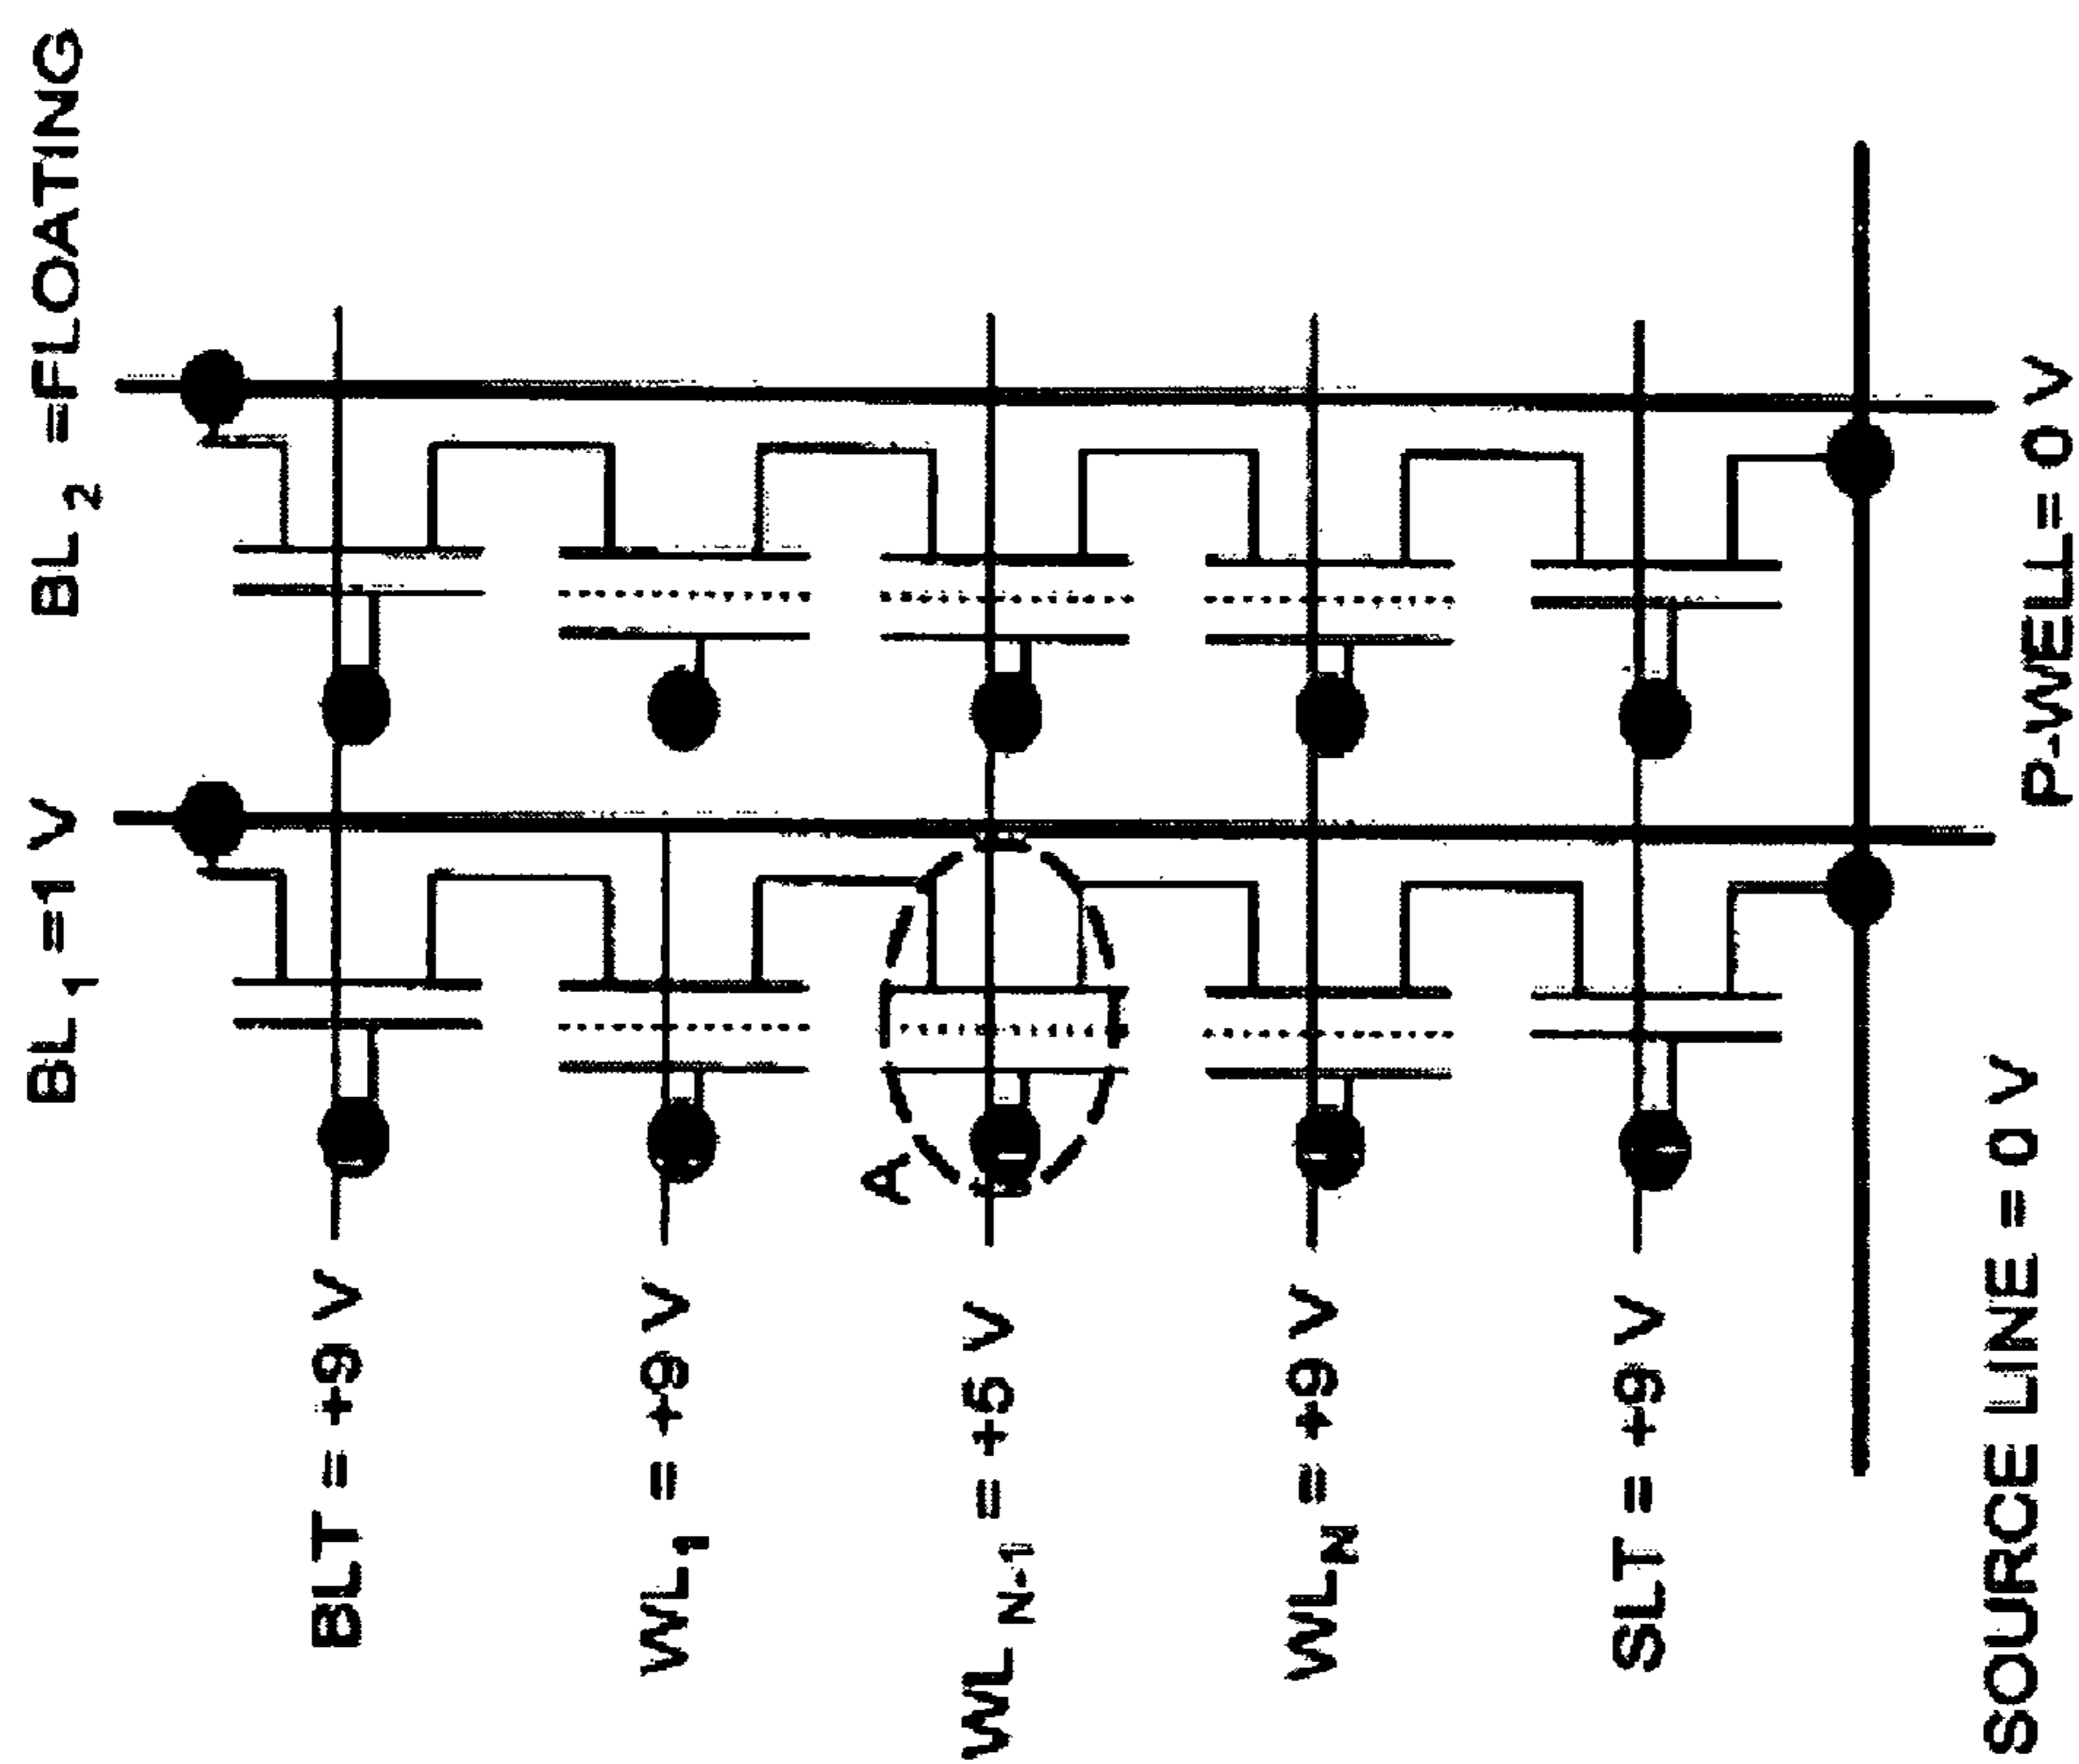 BL1 =1 V
BL2 =FLOATING
BLT = +9 V
WL1 = +9 V
A
WL N-1 = +5 V
WLN = +9 V
SLT = +9 V
SOURCE LINE = 0 V
P-WELL= 0 V